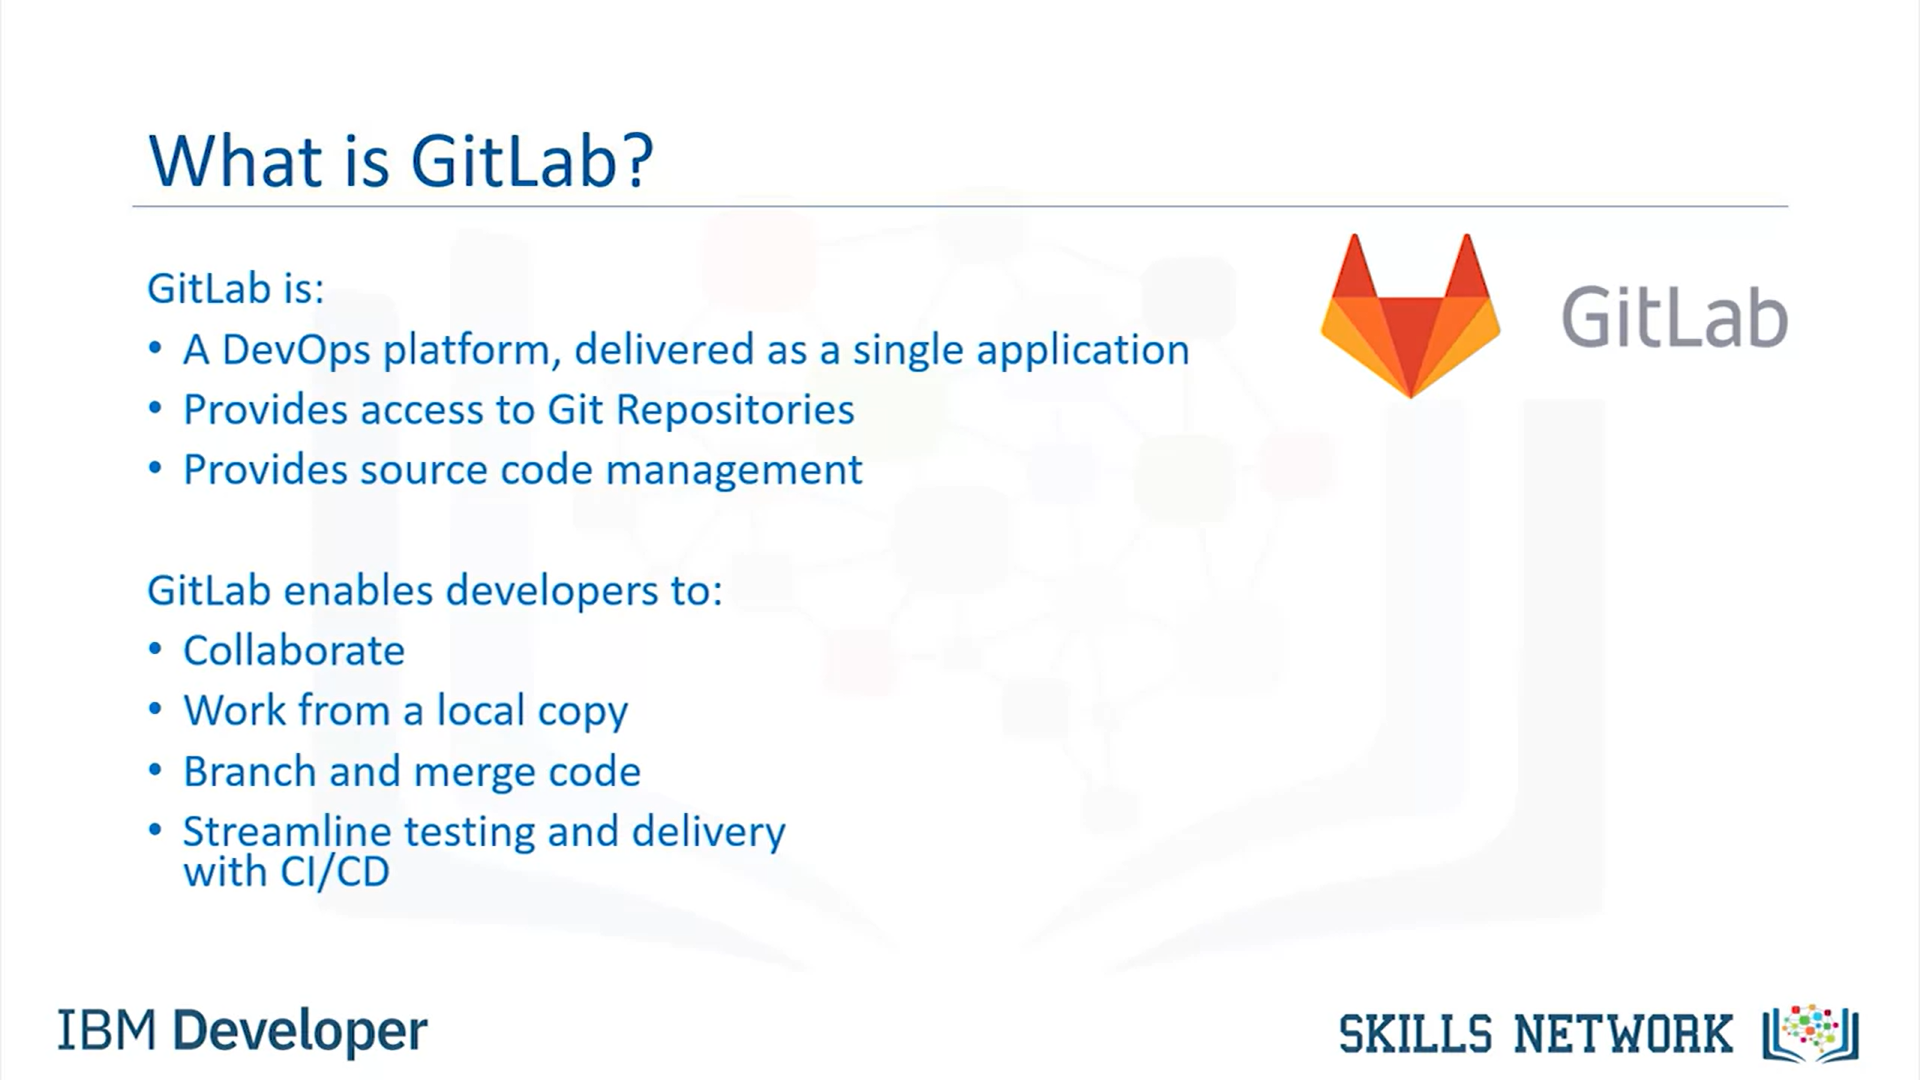 What is GitLab?
GitLab is:
• A DevOps platform, delivered as a single application
• Provides access to Git Repositories
• Provides source code management
GitLab
GitLab enables developers to:
• Collaborate
• Work from a local copy
• Branch and merge code
• Streamline testing and delivery
with CI/CD
IBM Developer
SKILLS NETWORK